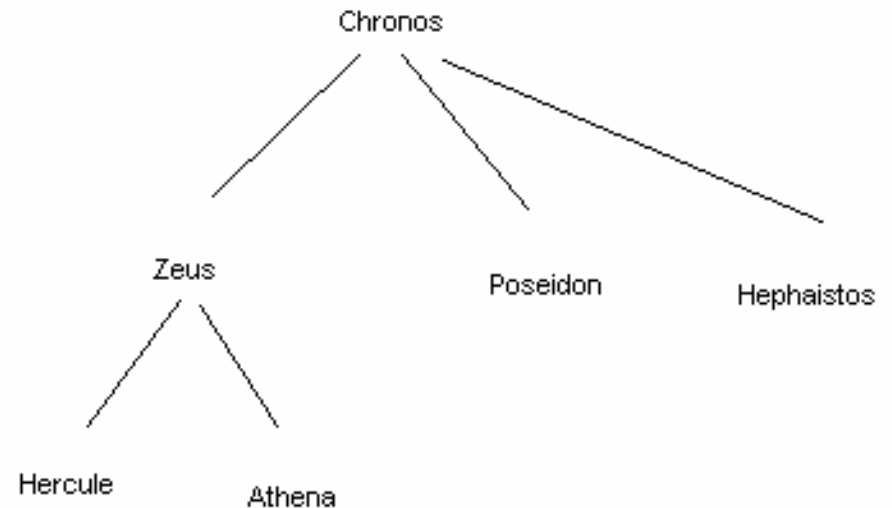 Chronos
Zeus
Poseidon
Hephaistos
Hercule
Athena